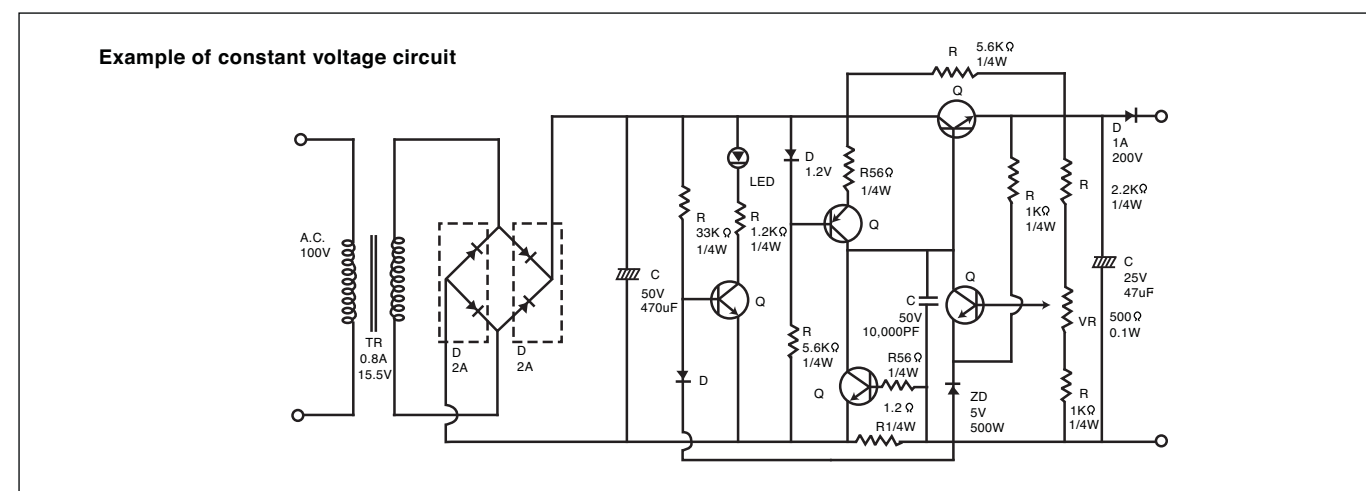 Example of constant voltage circuit
R
5.6KΩ
1/4W
Q
D
1A
200V
D
1.2V
LED
R56Ω
1/4W
R
33KΩ
1/4W
R
1.2KΩ
1/4W
Q
R
1KΩ
1/4W
R
2.2KΩ
1/4W
A.C.
100V
C
50V
470uF
Q
C
50V
10,000PF
Q
C
25V
47uF
VR
500Ω
0.1W
TR
0.8A
15.5V
D
2A
D
2A
D
R
5.6KΩ
1/4W
R56Ω
1/4W
Q
1.2Ω
R1/4W
ZD
5V
500W
R
1KΩ
1/4W